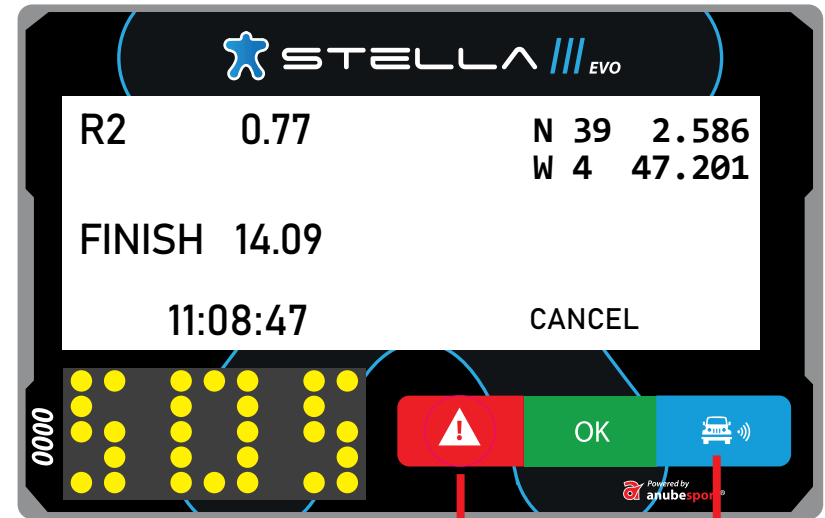 STELLA III EVO
R2 0.77 N 39 2.586
W 4 47.201
FINISH 14.09
11:08:47 CANCEL
SOS
0000
! OK
Powered by
anubesport®